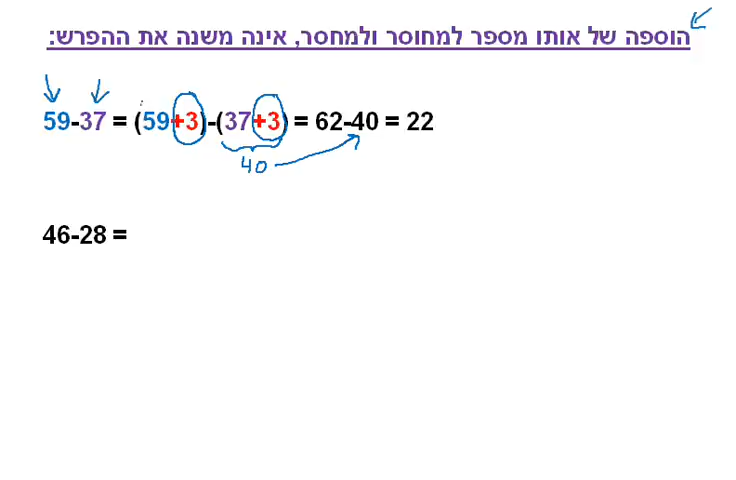 הוספה של אותו מספר למחוסר ולמחסר, אינה משנה את ההפרש:
59-37 = (59+3)-(37+3) = 62-40 = 22
40
46-28 =